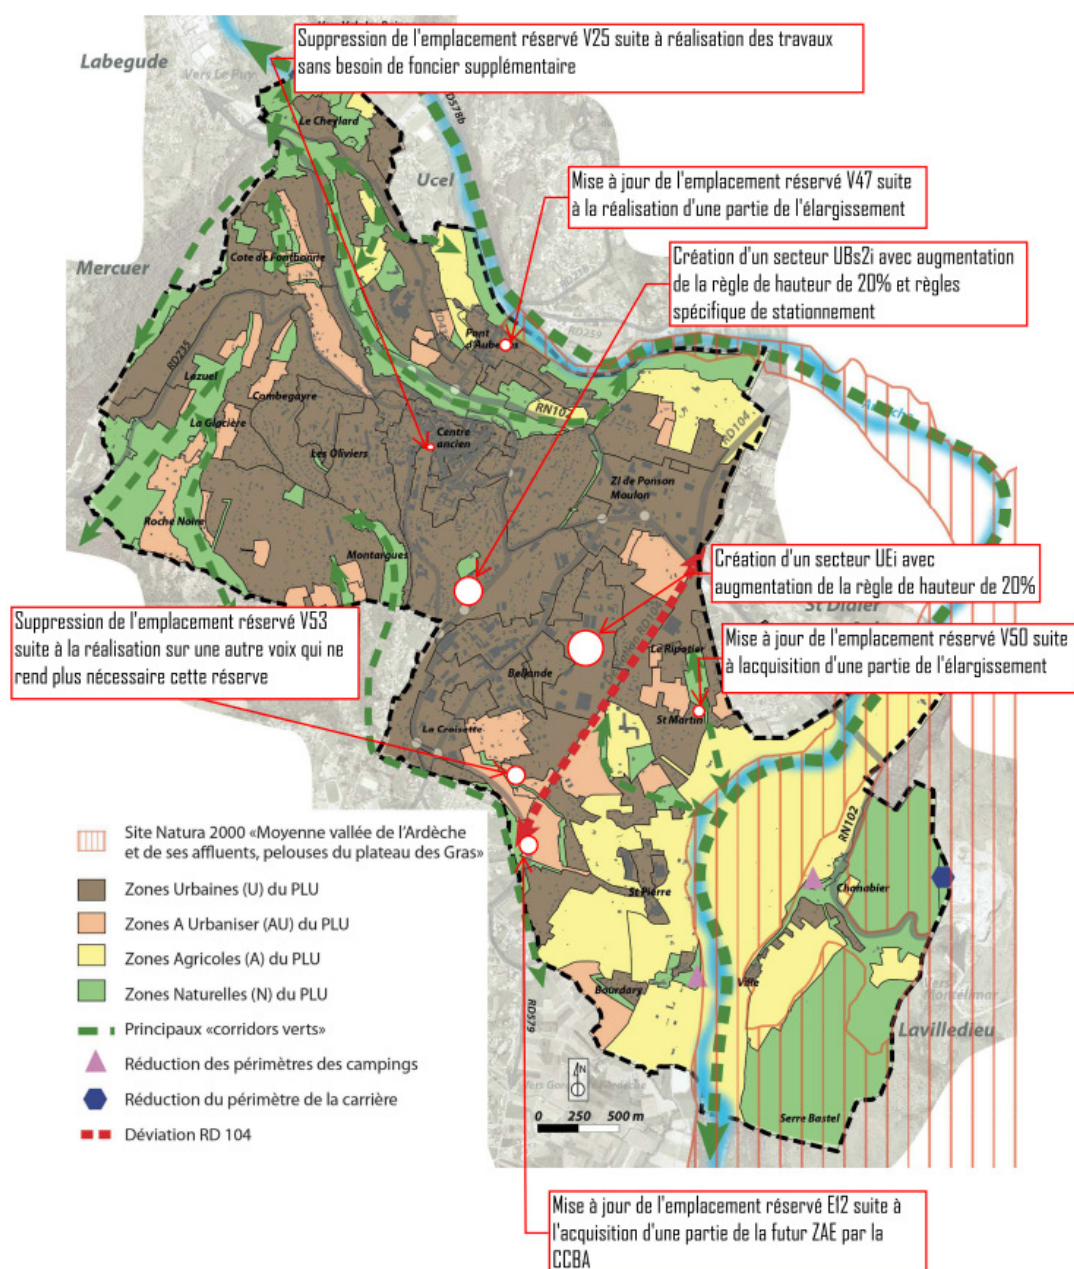 Suppression de l'emplacement réservé V25 suite à réalisation des travaux
sans besoin de foncier supplémentaire
Labegude
Vers Le Puy
RD578b
Le Cheylard
Ucel
Mise à jour de l'emplacement réservé V47 suite
à la réalisation d'une partie de l'élargissement
Mercuer
Cote de Fontbonne
Création d'un secteur UBs2i avec augmentation
de la règle de hauteur de 20% et règles
spécifique de stationnement
RD259
Pont
d'Aubenas
RD235
Lazuel
Combegayre
La Glacière
RN102
RD104
Centre
ancien
Les Oliviers
ZI de Ponson
Moulon
Roche Noire
Montargues
Création d'un secteur UEi avec
augmentation de la règle de hauteur de 20%
St Didier
Suppression de l'emplacement réservé V53
suite à la réalisation sur une autre voix qui ne
rend plus nécessaire cette réserve
Mise à jour de l'emplacement réservé V50 suite
à lacquisition d'une partie de l'élargissement
Déviation RD 104
Le Ripotier
Bellande
St Martin
La Croisette
RN102
Chanabier
St Pierre
Ville
Bourdary
Vers
Montélimar
Lavilledieu
RD579
Serre Bastel
N
0 250 500 m
Site Natura 2000 «Moyenne vallée de l'Ardèche
et de ses affluents, pelouses du plateau des Gras»
Zones Urbaines (U) du PLU
Zones A Urbaniser (AU) du PLU
Zones Agricoles (A) du PLU
Zones Naturelles (N) du PLU
Principaux «corridors verts»
Réduction des périmètres des campings
Réduction du périmètre de la carrière
Déviation RD 104
Mise à jour de l'emplacement réservé E12 suite à
l'acquisition d'une partie de la futur ZAE par la
CCBA